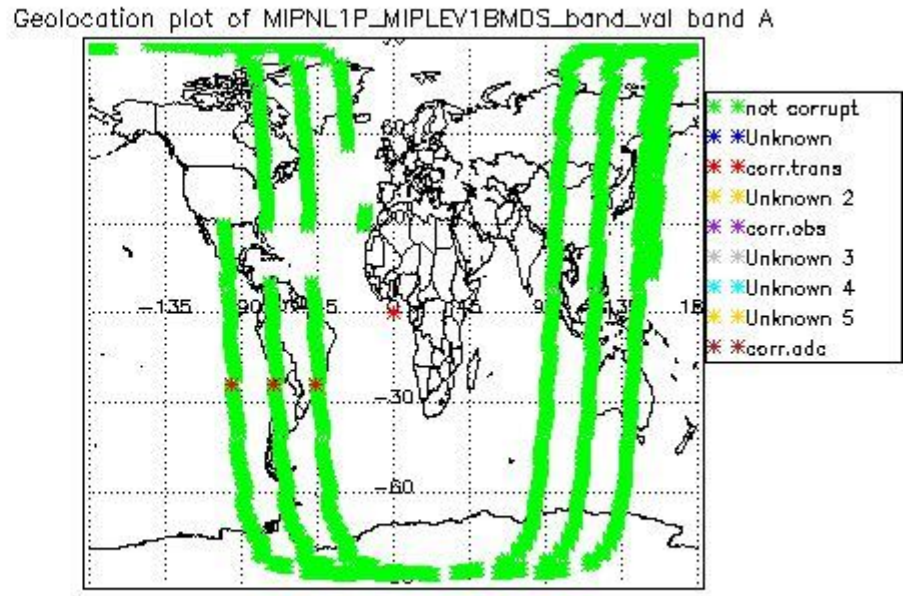 Geolocation plot of MIPNL1P_MIPLEV1BMDS_band_val band A
not corrupt
Unknown
corr.trans
Unknown 2
corr.obs
Unknown 3
Unknown 4
Unknown 5
corr.adc
-135
-30
-60